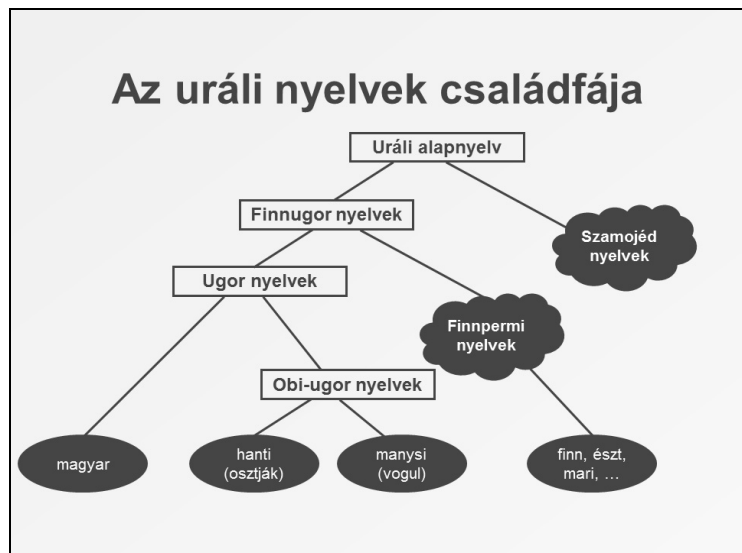 Az uráli nyelvek családfája
Uráli alapnyelv
Finnugor nyelvek
Szamojéd
nyelvek
Ugor nyelvek
Finnpermi
nyelvek
Obi-ugor nyelvek
magyar
hanti
(osztják)
manysi
(vogul)
finn, észt,
mari, …